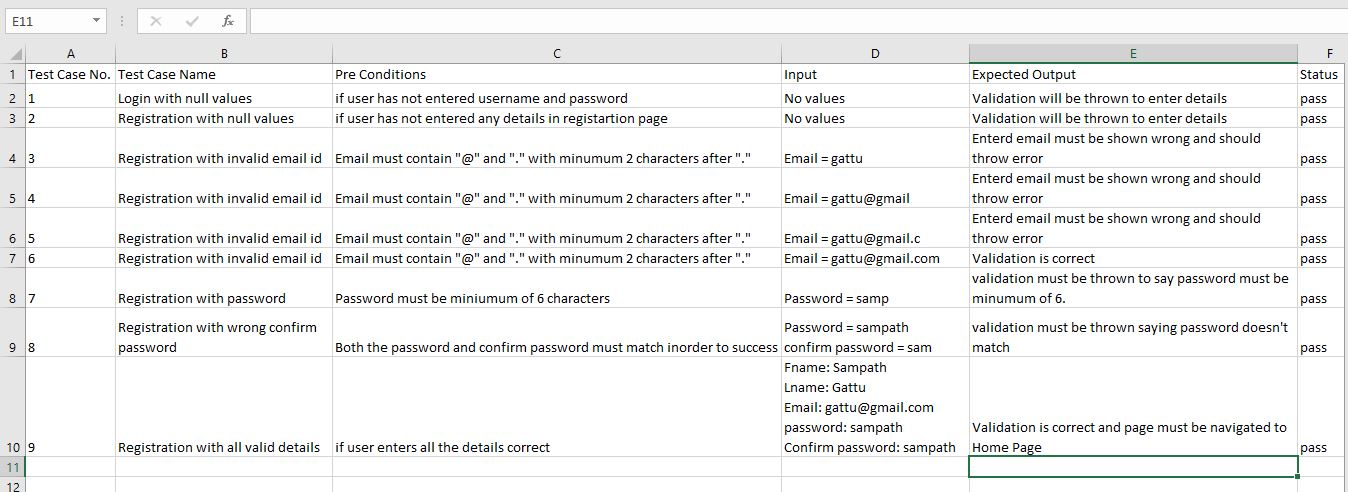 E11
fx
A B C D E F
1 Test Case No. Test Case Name Pre Conditions Input Expected Output Status
2 1 Login with null values if user has not entered username and password No values Validation will be thrown to enter details pass
3 2 Registration with null values if user has not entered any details in registartion page No values Validation will be thrown to enter details pass
Enterd email must be shown wrong and should
4 3 Registration with invalid email id Email must contain "@" and "." with minumum 2 characters after "." Email = gattu throw error pass
Enterd email must be shown wrong and should
5 4 Registration with invalid email id Email must contain "@" and "." with minumum 2 characters after "." Email = gattu@gmail throw error pass
Enterd email must be shown wrong and should
6 5 Registration with invalid email id Email must contain "@" and "." with minumum 2 characters after "." Email = gattu@gmail.c throw error pass
7 6 Registration with invalid email id Email must contain "@" and "." with minumum 2 characters after "." Email = gattu@gmail.com Validation is correct pass
validation must be thrown to say password must be
8 7 Registration with password Password must be miniumum of 6 characters Password = samp minumum of 6. pass
Registration with wrong confirm Password = sampath validation must be thrown saying password doesn't
9 8 password Both the password and confirm password must match inorder to success confirm password = sam match pass
Fname: Sampath
Lname: Gattu
Email: gattu@gmail.com
password: sampath Validation is correct and page must be navigated to
10 9 Registration with all valid details if user enters all the details correct Confirm password: sampath Home Page pass
11
12